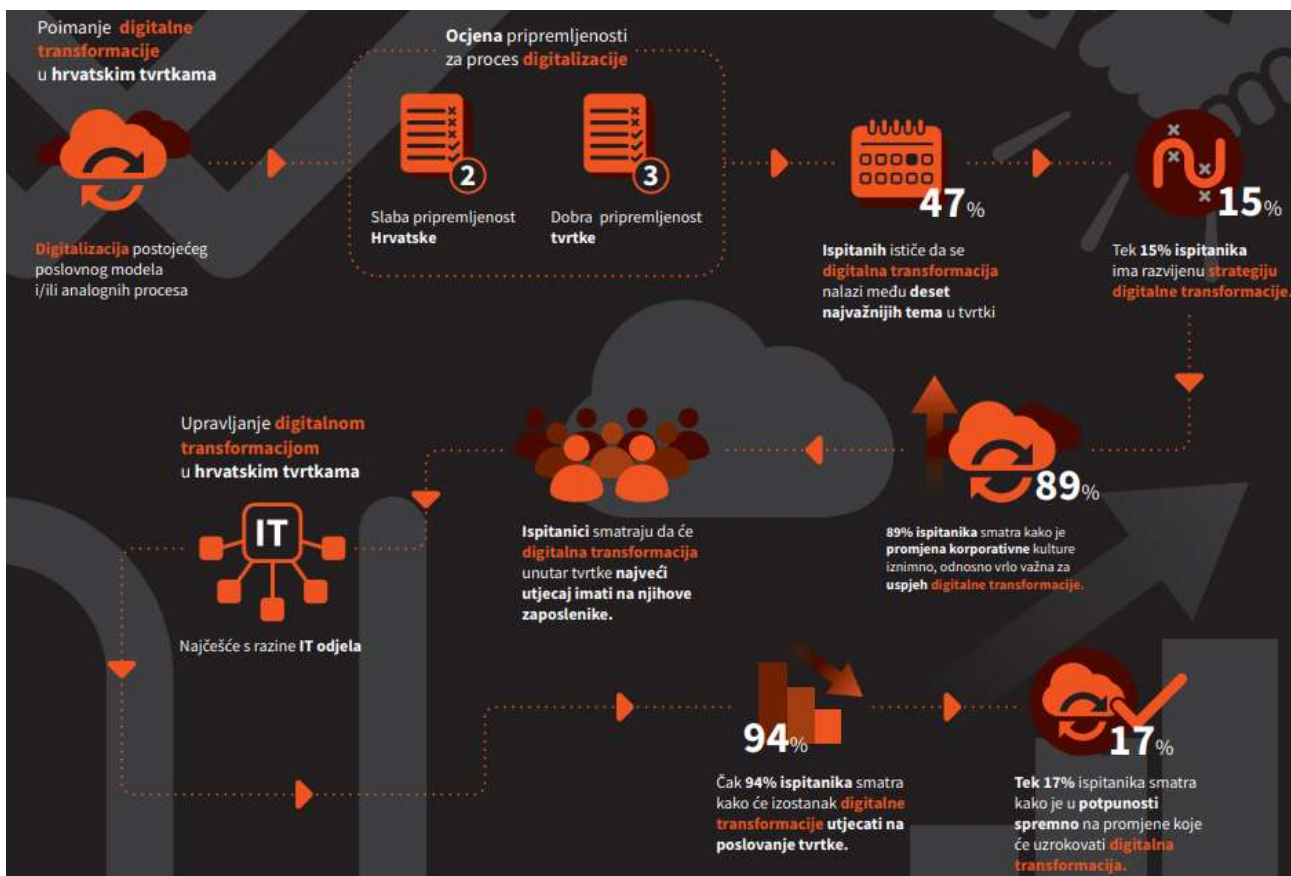 Poimanje digitalne
transformacije
u hrvatskim tvrtkama
Digitalizacija postojećeg
poslovnog modela
i/ili analognih procesa
Ocjena pripremljenosti
za proces digitalizacije
2
Slaba pripremljenost
Hrvatske
3
Dobra pripremljenost
tvrtke
47%
Ispitanih ističe da se
digitalna transformacija
nalazi među deset
najvažnijih tema u tvrtki
15%
Tek 15% ispitanika
ima razvijenu strategiju
digitalne transformacije.
89%
89% ispitanika smatra kako je
promjena korporativne kulture
iznimno, odnosno vrlo važna za
uspjeh digitalne transformacije.
Ispitanici smatraju da će
digitalna transformacija
unutar tvrtke najveći
utjecaj imati na njihove
zaposlenike.
Upravljanje digitalnom
transformacijom
u hrvatskim tvrtkama
IT
Najčešće s razine IT odjela
94%
Čak 94% ispitanika smatra
kako će izostanak digitalne
transformacije utjecati na
poslovanje tvrtke.
17%
Tek 17% ispitanika smatra
kako je u potpunosti
spremno na promjene koje
će uzrokovati digitalna
transformacija.